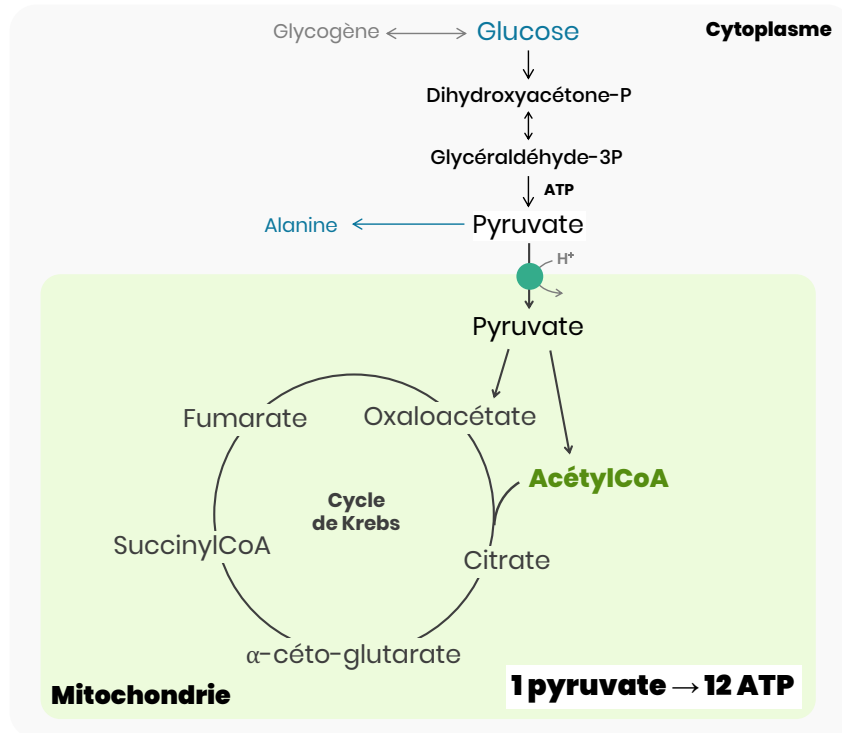 Glycogène
Glucose
Cytoplasme
Dihydroxyacétone-P
Glycéraldéhyde-3P
ATP
Alanine
Pyruvate
H⁺
Pyruvate
Fumarate
Oxaloacétate
AcétylCoA
Cycle
de Krebs
SuccinylCoA
Citrate
α-céto-glutarate
Mitochondrie
1 pyruvate → 12 ATP